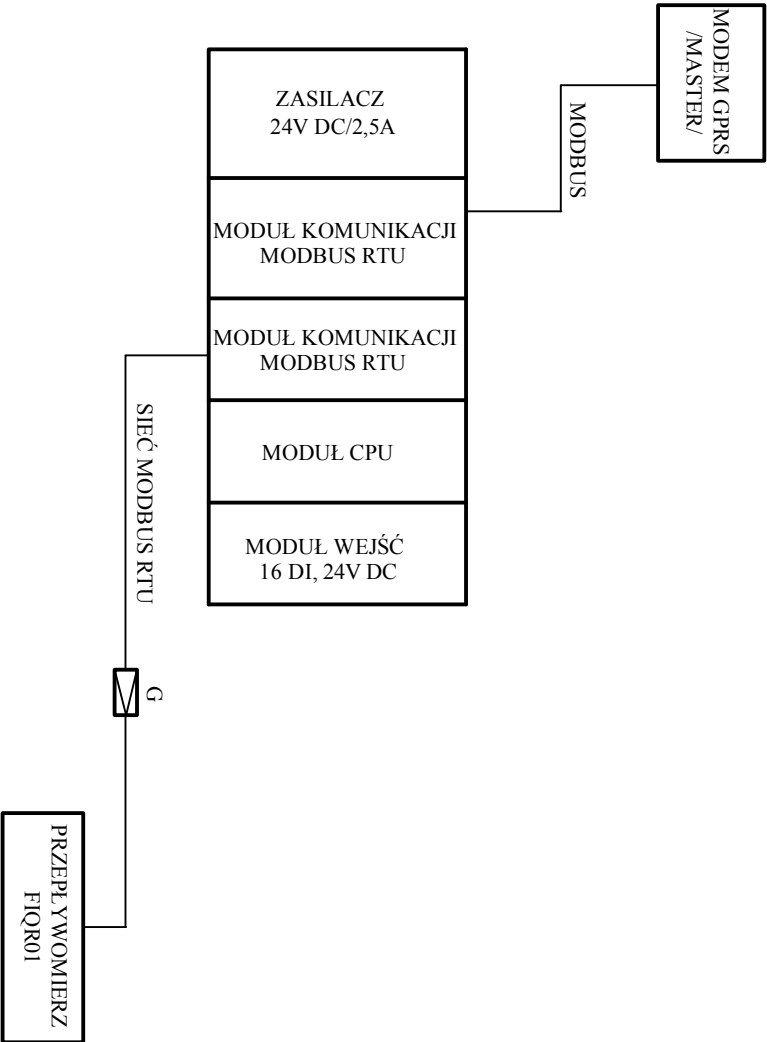 MODEM GPRS
/MASTER/
MODBUS
ZASILACZ
24V DC/2,5A
MODUŁ KOMUNIKACJI
MODBUS RTU
MODUŁ KOMUNIKACJI
MODBUS RTU
MODUŁ CPU
MODUŁ WEJŚĆ
16 DI, 24V DC
SIEĆ MODBUS RTU
G
PRZEPŁYWOMIERZ
FIQR01